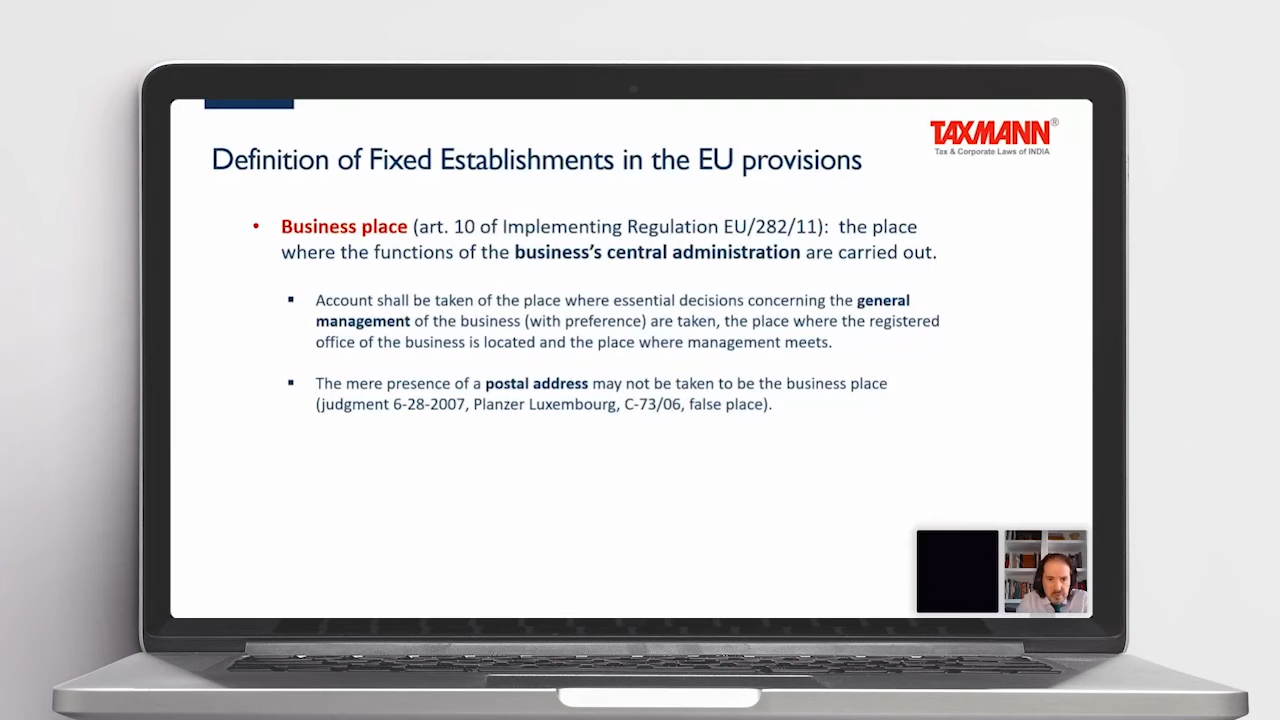 TAXMANN®
Tax & Corporate Laws of INDIA
Definition of Fixed Establishments in the EU provisions
• Business place (art. 10 of Implementing Regulation EU/282/11): the place
where the functions of the business's central administration are carried out.
▪ Account shall be taken of the place where essential decisions concerning the general
management of the business (with preference) are taken, the place where the registered
office of the business is located and the place where management meets.
▪ The mere presence of a postal address may not be taken to be the business place
(judgment 6-28-2007, Planzer Luxembourg, C-73/06, false place).